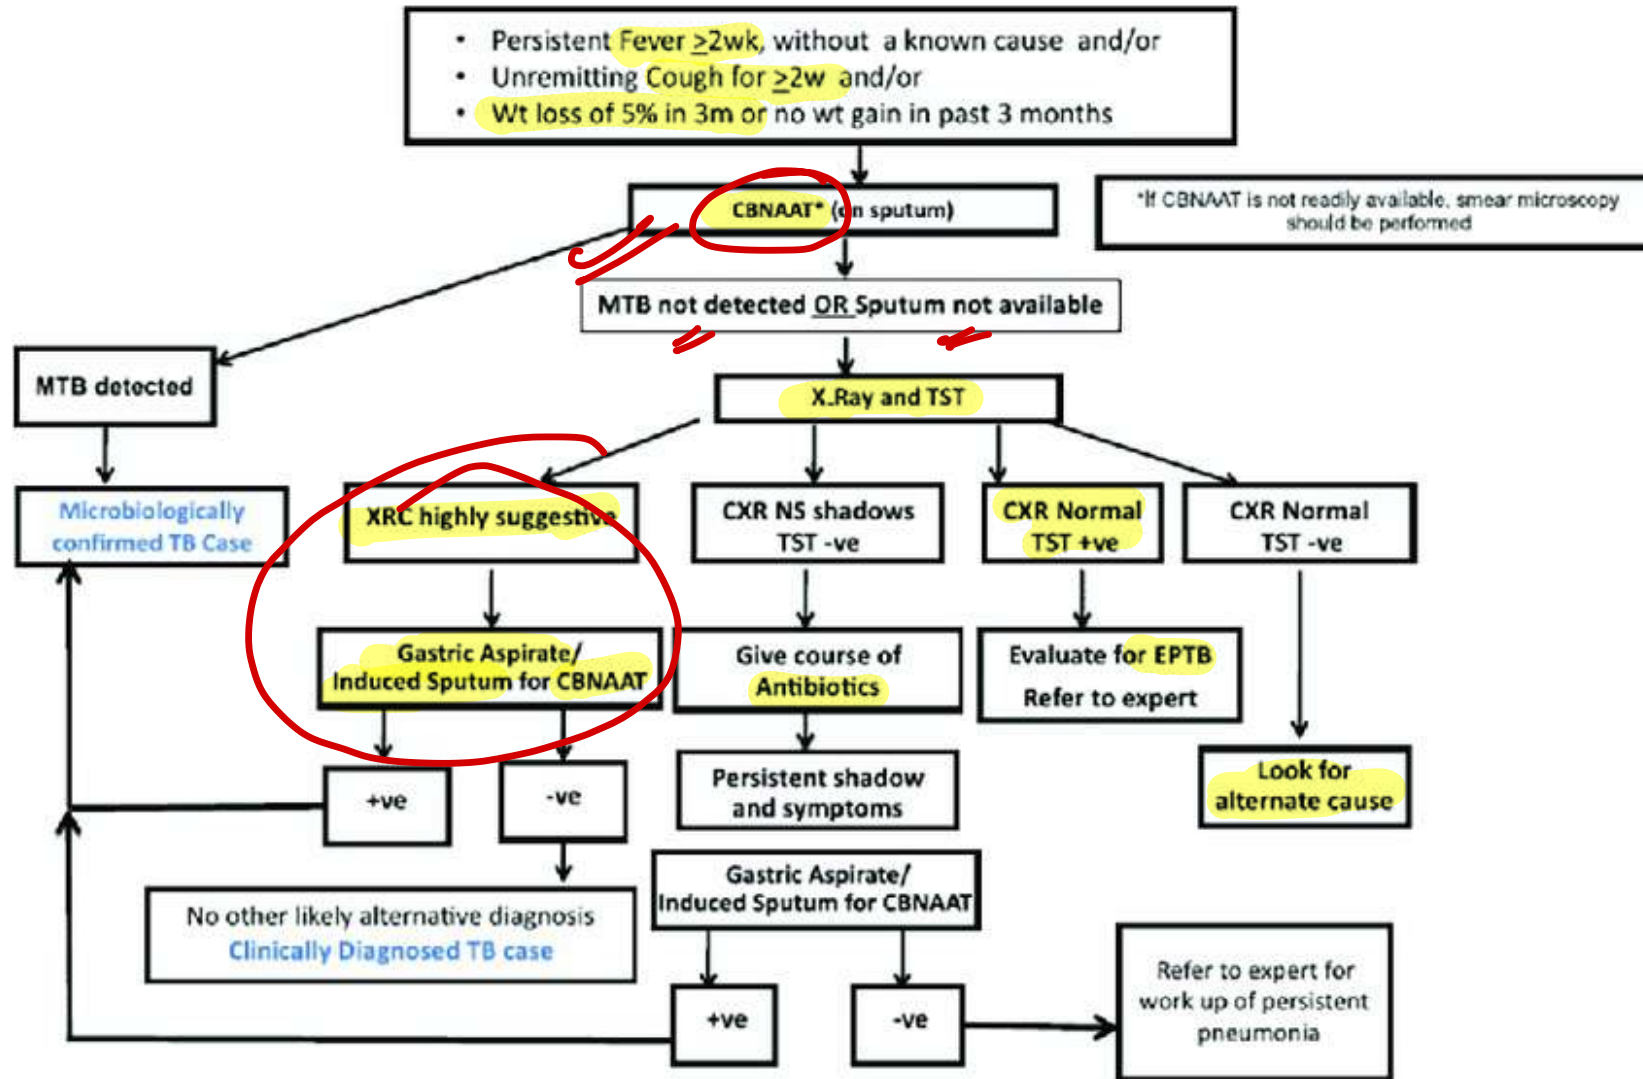 • Persistent Fever ≥2wk, without a known cause and/or
• Unremitting Cough for ≥2w and/or
• Wt loss of 5% in 3m or no wt gain in past 3 months
CBNAAT* (on sputum)
*If CBNAAT is not readily available, smear microscopy
should be performed
MTB not detected OR Sputum not available
MTB detected
X.Ray and TST
Microbiologically
confirmed TB Case
XRC highly suggestive
CXR NS shadows
TST -ve
CXR Normal
TST +ve
CXR Normal
TST -ve
Gastric Aspirate/
Induced Sputum for CBNAAT
Give course of
Antibiotics
Evaluate for EPTB
Refer to expert
+ve
-ve
Persistent shadow
and symptoms
Look for
alternate cause
No other likely alternative diagnosis
Clinically Diagnosed TB case
Gastric Aspirate/
Induced Sputum for CBNAAT
+ve
-ve
Refer to expert for
work up of persistent
pneumonia